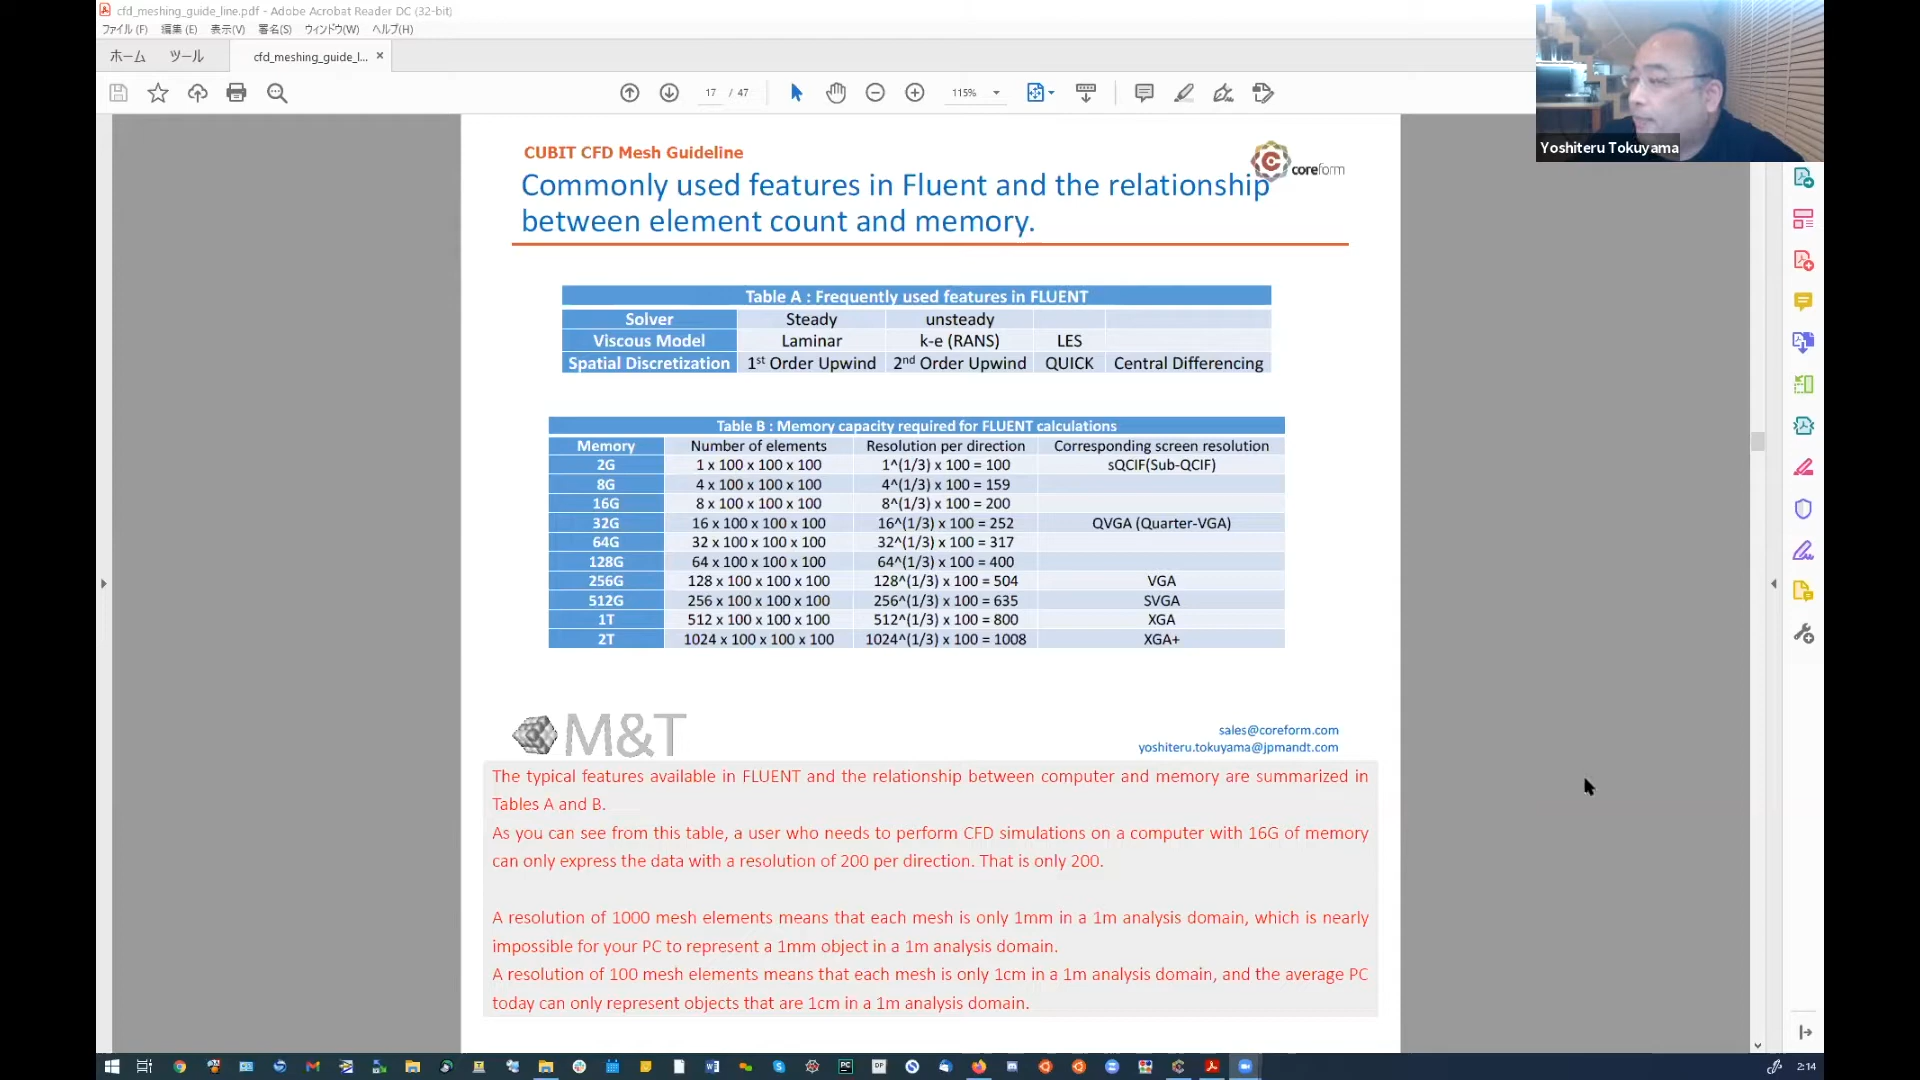 cfd_meshing_guide_line.pdf - Adobe Acrobat Reader DC (32-bit)
ファイル(F) 編集(E) 表示(V) 署名(S) ウィンドウ(W) ヘルプ(H)
ホーム ツール cfd_meshing_guide_l... ×
17 / 47 115%
Yoshiteru Tokuyama
CUBIT CFD Mesh Guideline
coreform
Commonly used features in Fluent and the relationship
between element count and memory.
Table A : Frequently used features in FLUENT
Solver Steady unsteady
Viscous Model Laminar k-e (RANS) LES
Spatial Discretization 1st Order Upwind 2nd Order Upwind QUICK Central Differencing
Table B : Memory capacity required for FLUENT calculations
Memory Number of elements Resolution per direction Corresponding screen resolution
2G 1 x 100 x 100 x 100 1^(1/3) x 100 = 100 sQCIF(Sub-QCIF)
8G 4 x 100 x 100 x 100 4^(1/3) x 100 = 159
16G 8 x 100 x 100 x 100 8^(1/3) x 100 = 200
32G 16 x 100 x 100 x 100 16^(1/3) x 100 = 252 QVGA (Quarter-VGA)
64G 32 x 100 x 100 x 100 32^(1/3) x 100 = 317
128G 64 x 100 x 100 x 100 64^(1/3) x 100 = 400
256G 128 x 100 x 100 x 100 128^(1/3) x 100 = 504 VGA
512G 256 x 100 x 100 x 100 256^(1/3) x 100 = 635 SVGA
1T 512 x 100 x 100 x 100 512^(1/3) x 100 = 800 XGA
2T 1024 x 100 x 100 x 100 1024^(1/3) x 100 = 1008 XGA+
M&T
sales@coreform.com
yoshiteru.tokuyama@jpmandt.com
The typical features available in FLUENT and the relationship between computer and memory are summarized in
Tables A and B.
As you can see from this table, a user who needs to perform CFD simulations on a computer with 16G of memory
can only express the data with a resolution of 200 per direction. That is only 200.
A resolution of 1000 mesh elements means that each mesh is only 1mm in a 1m analysis domain, which is nearly
impossible for your PC to represent a 1mm object in a 1m analysis domain.
A resolution of 100 mesh elements means that each mesh is only 1cm in a 1m analysis domain, and the average PC
today can only represent objects that are 1cm in a 1m analysis domain.
2:14